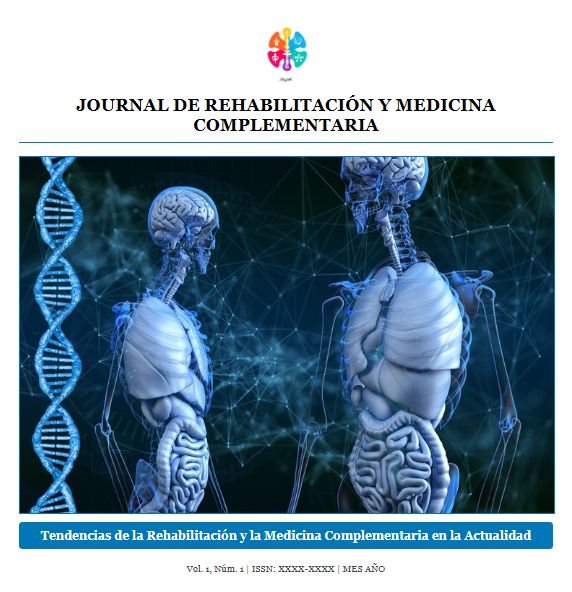 JOURNAL DE REHABILITACIÓN Y MEDICINA
COMPLEMENTARIA
Tendencias de la Rehabilitación y la Medicina Complementaria en la Actualidad
Vol. 1, Núm. 1 | ISSN: XXXX-XXXX | MES AÑO